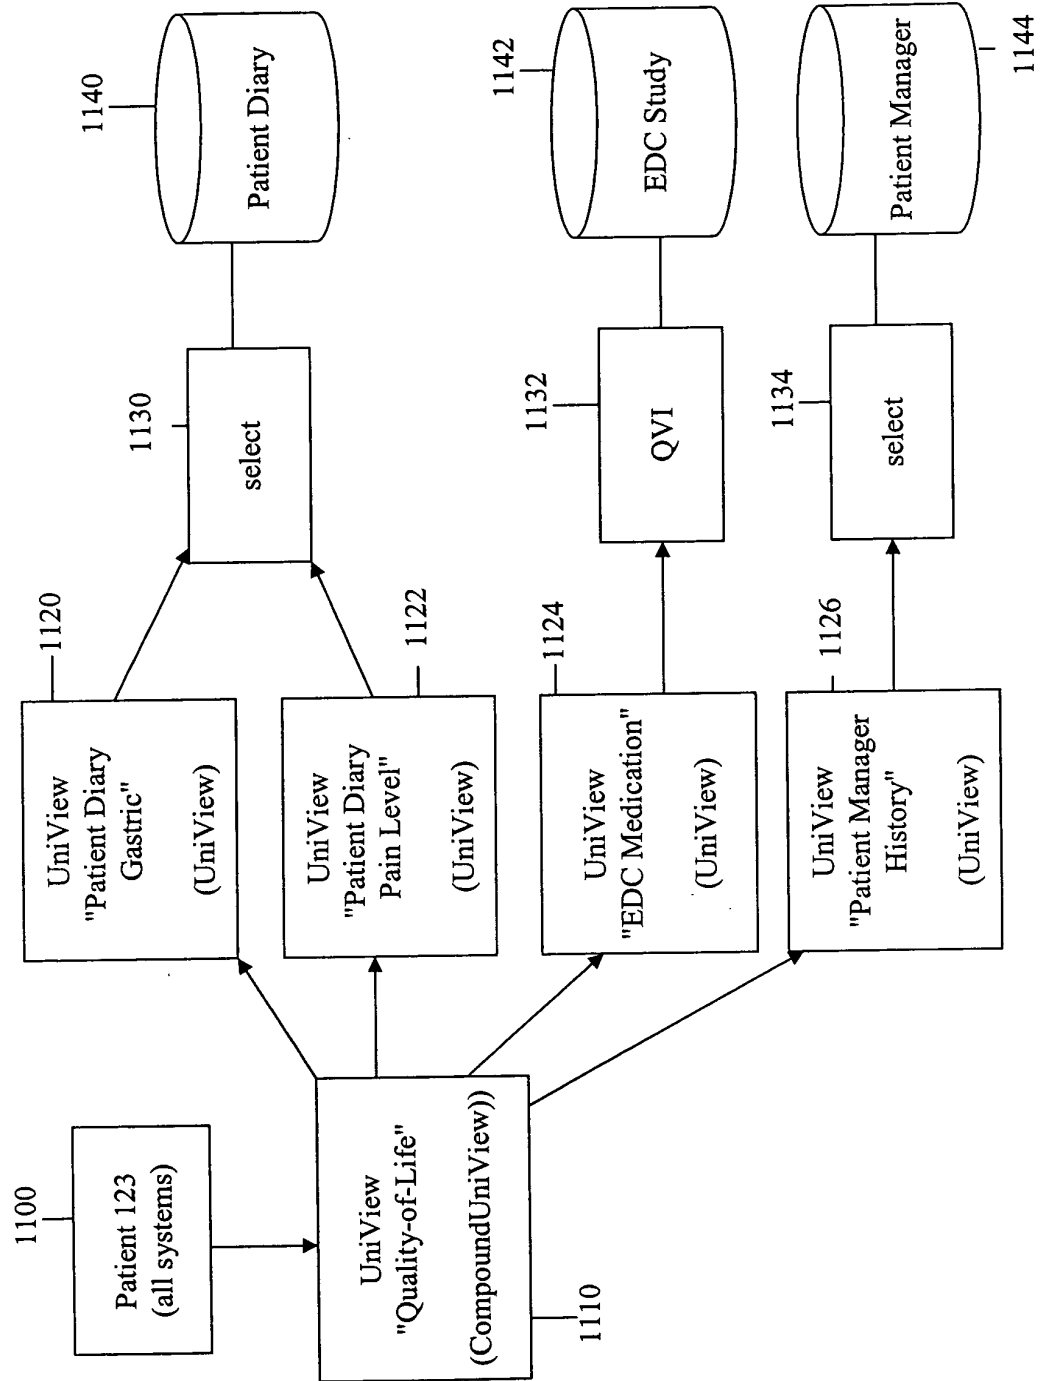 1100
Patient 123
(all systems)
UniView
"Quality-of-Life"
(CompoundUniView))
1110
1120
UniView
"Patient Diary
Gastric"
(UniView)
UniView
"Patient Diary
Pain Level"
(UniView)
1122
1124
UniView
"EDC Medication"
(UniView)
1126
UniView
"Patient Manager
History"
(UniView)
1130
select
1132
QVI
1134
select
1140
Patient Diary
1142
EDC Study
Patient Manager
1144